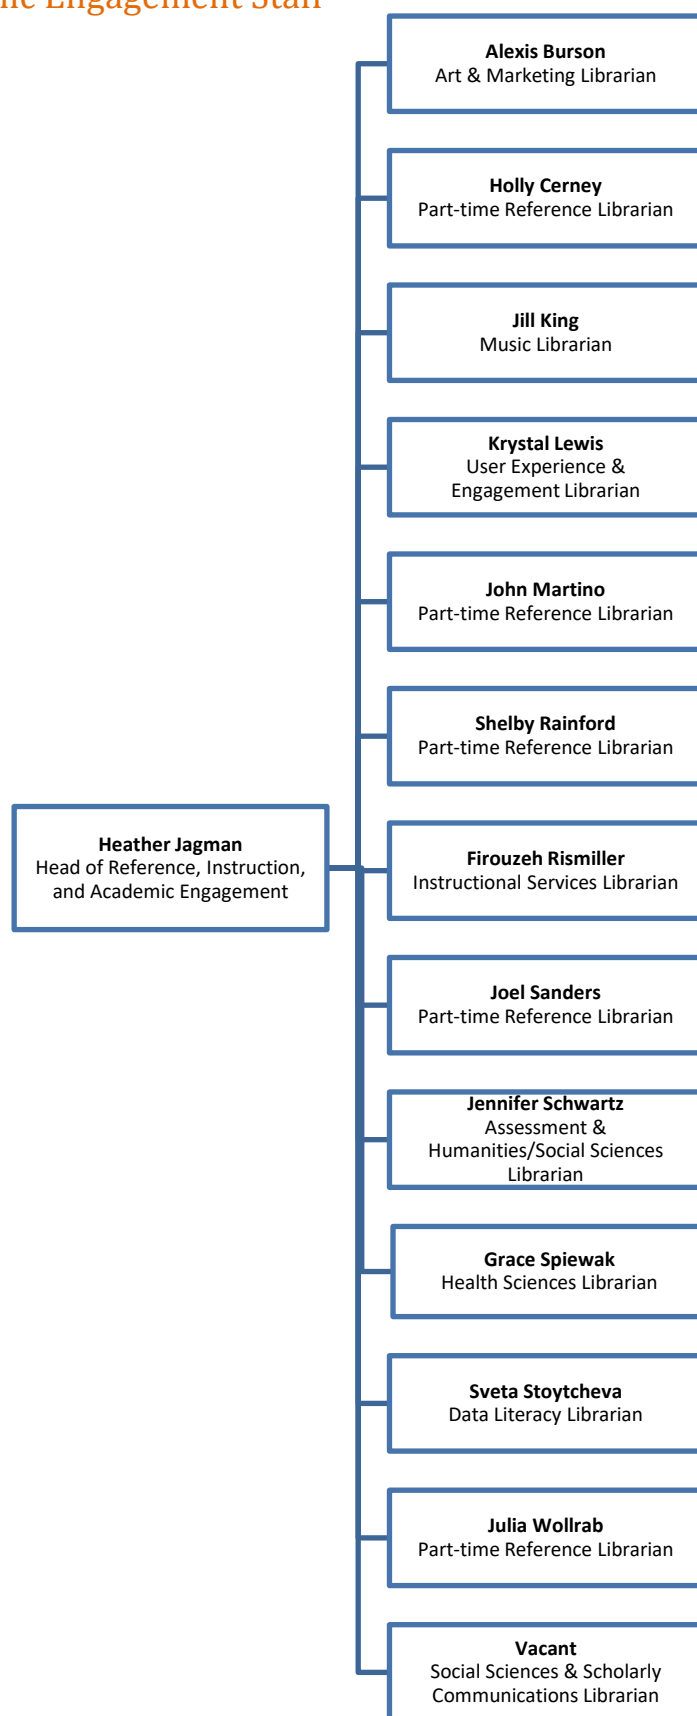 Engagement Staff
Alexis Burson
Art & Marketing Librarian
Holly Cerney
Part-time Reference Librarian
Jill King
Music Librarian
Krystal Lewis
User Experience &
Engagement Librarian
John Martino
Part-time Reference Librarian
Shelby Rainford
Part-time Reference Librarian
Heather Jagman
Head of Reference, Instruction,
and Academic Engagement
Firouzeh Rismiller
Instructional Services Librarian
Joel Sanders
Part-time Reference Librarian
Jennifer Schwartz
Assessment &
Humanities/Social Sciences
Librarian
Grace Spiewak
Health Sciences Librarian
Sveta Stoytcheva
Data Literacy Librarian
Julia Wollrab
Part-time Reference Librarian
Vacant
Social Sciences & Scholarly
Communications Librarian